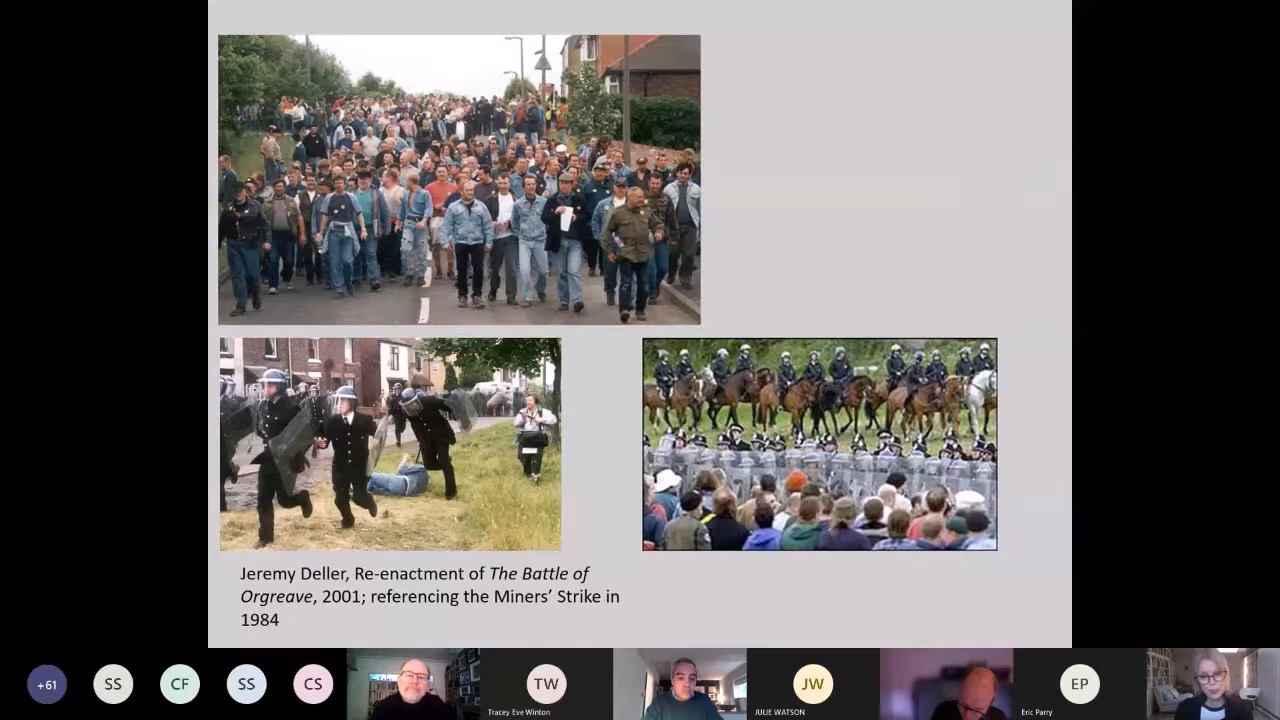 Jeremy Deller, Re-enactment of The Battle of
Orgreave, 2001; referencing the Miners’ Strike in
1984
+61
SS
CF
SS
CS
TW
Tracey Eve Winton
JW
JULIE WATSON
EP
Eric Parry